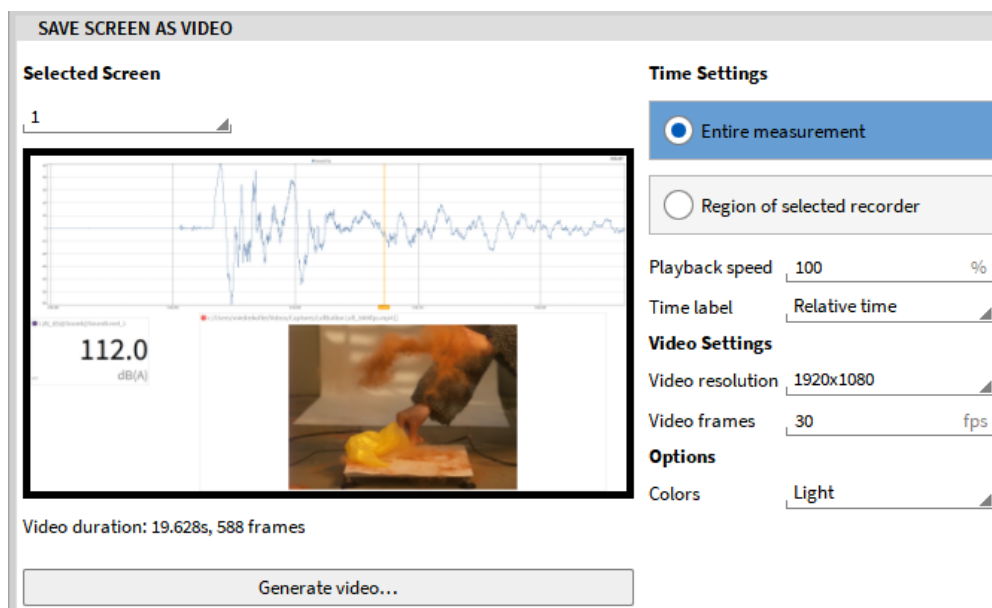 SAVE SCREEN AS VIDEO
Selected Screen
1
112.0
dB(A)
Video duration: 19.628s, 588 frames
Generate video...
Time Settings
Entire measurement
Region of selected recorder
Playback speed 100 %
Time label Relative time
Video Settings
Video resolution 1920x1080
Video frames 30 fps
Options
Colors Light